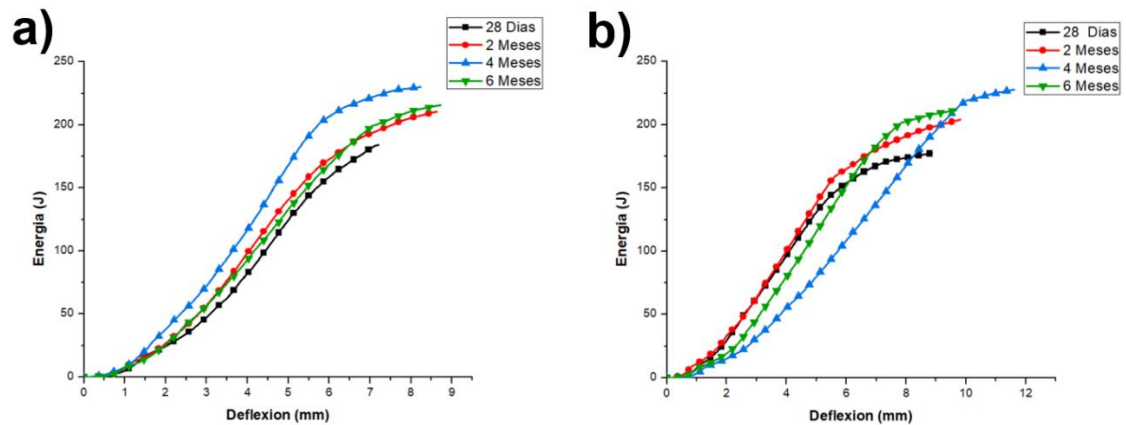 a)
28 Dias
2 Meses
4 Meses
6 Meses
250
200
150
100
50
0
Energia (J)
0 1 2 3 4 5 6 7 8 9
Deflexion (mm)
b)
28 Dias
2 Meses
4 Meses
6 Meses
250
200
150
100
50
0
Energia (J)
0 2 4 6 8 10 12
Deflexion (mm)